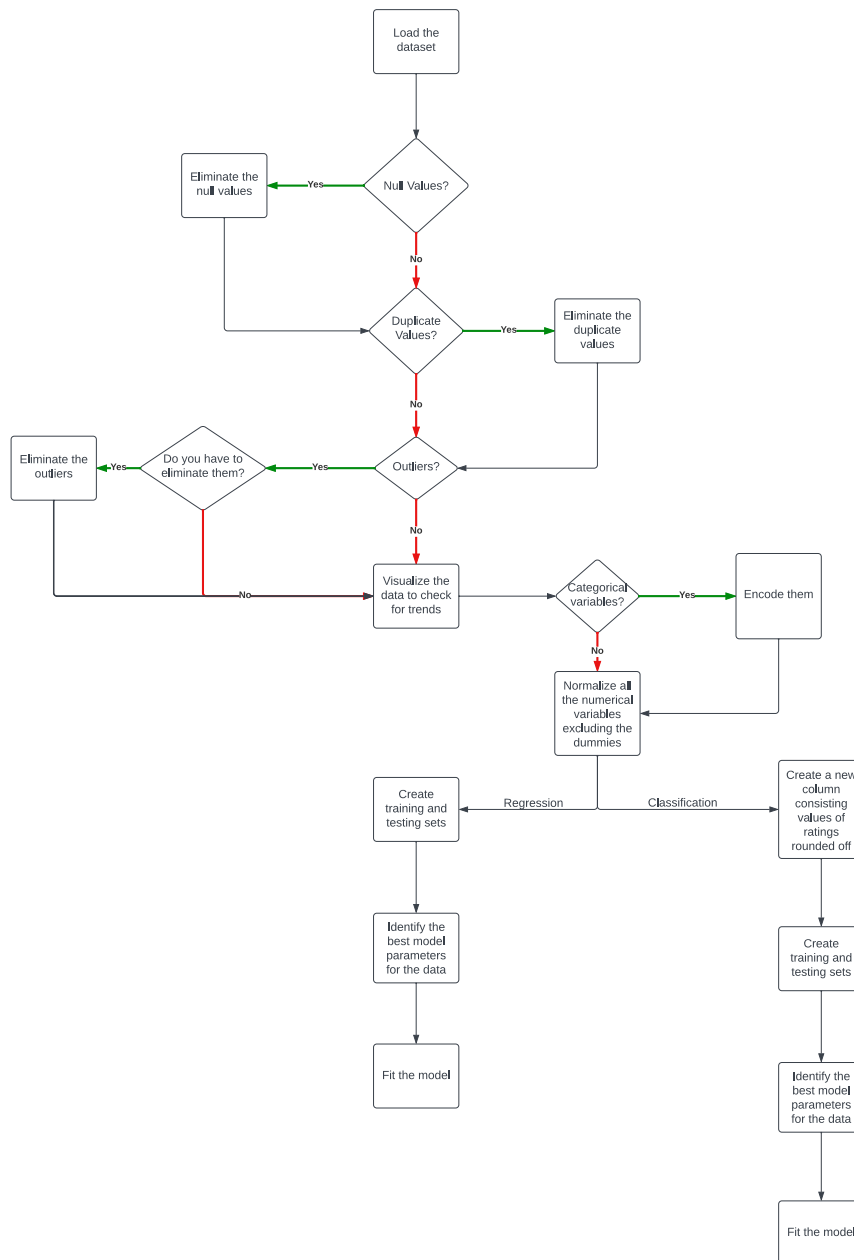 Load the
dataset
Eliminate the
null values
Yes
Null Values?
No
Duplicate
Values?
Yes
Eliminate the
duplicate
values
No
Eliminate the
outliers
Yes
Do you have to
eliminate them?
Yes
Outliers?
No
No
Visualize the
data to check
for trends
Categorical
variables?
Yes
Encode them
No
Normalize all
the numerical
variables
excluding the
dummies
Regression
Classification
Create
training and
testing sets
Create a new
column
consisting
values of
ratings
rounded off
Identify the
best model
parameters
for the data
Create
training and
testing sets
Fit the model
Identify the
best model
parameters
for the data
Fit the model